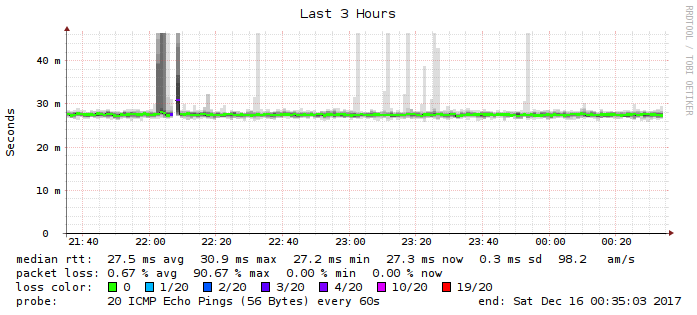 Last 3 Hours
RRDTOOL / TOBI OETIKER
Seconds
40 m
30 m
20 m
10 m
0
21:40 22:00 22:20 22:40 23:00 23:20 23:40 00:00 00:20
median rtt: 27.5 ms avg 30.9 ms max 27.2 ms min 27.3 ms now 0.3 ms sd 98.2 am/s
packet loss: 0.67 % avg 90.67 % max 0.00 % min 0.00 % now
loss color: 0 1/20 2/20 3/20 4/20 10/20 19/20
probe: 20 ICMP Echo Pings (56 Bytes) every 60s end: Sat Dec 16 00:35:03 2017